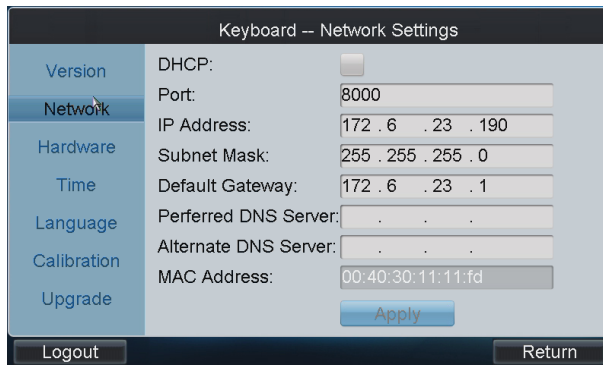 Keyboard -- Network Settings
Version
Network
Hardware
Time
Language
Calibration
Upgrade
DHCP:
Port: 8000
IP Address: 172 . 6 . 23 . 190
Subnet Mask: 255 . 255 . 255 . 0
Default Gateway: 172 . 6 . 23 . 1
Perferred DNS Server: . . .
Alternate DNS Server: . . .
MAC Address: 00:40:30:11:11:fd
Apply
Logout
Return